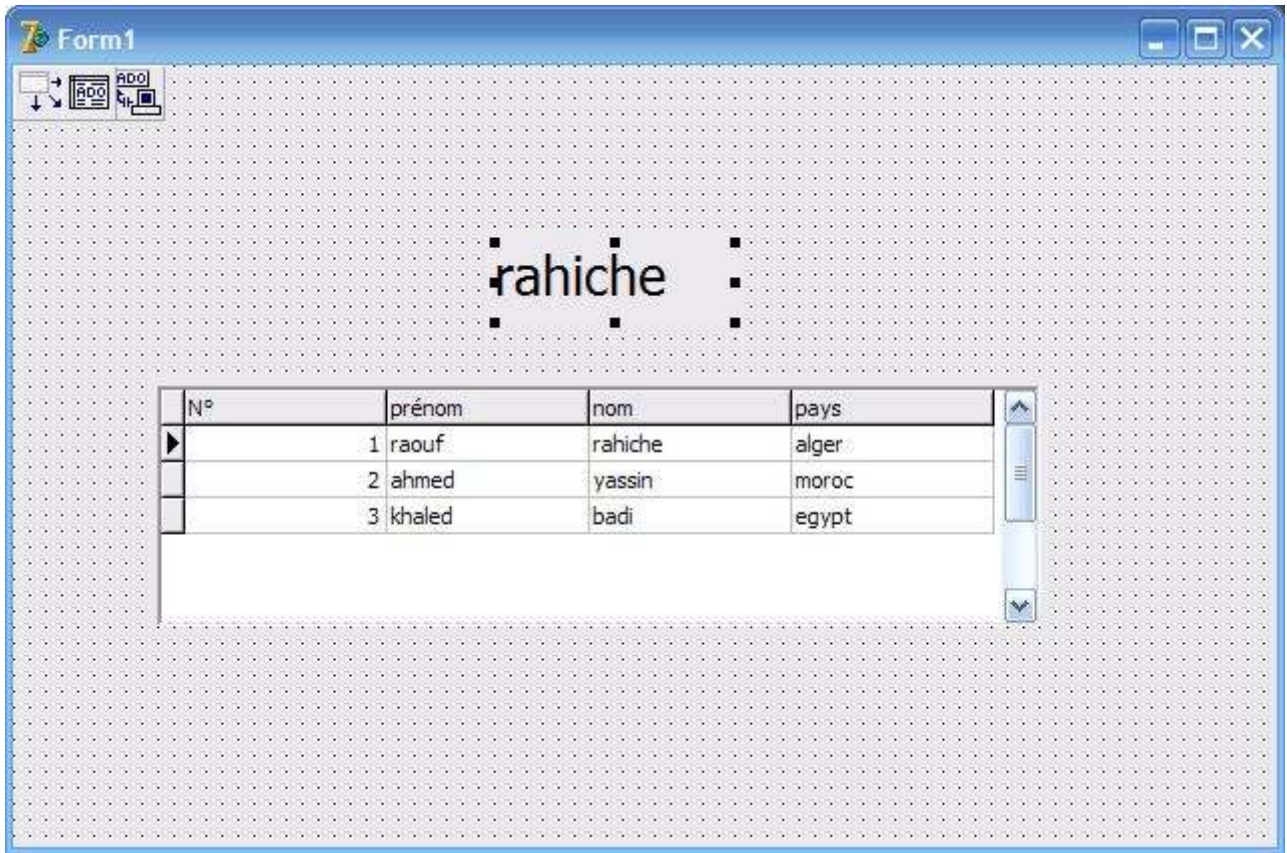 Form1
ADO ADO
rahiche
N° prénom nom pays
1 raouf rahiche alger
2 ahmed yassin moroc
3 khaled badi egypt